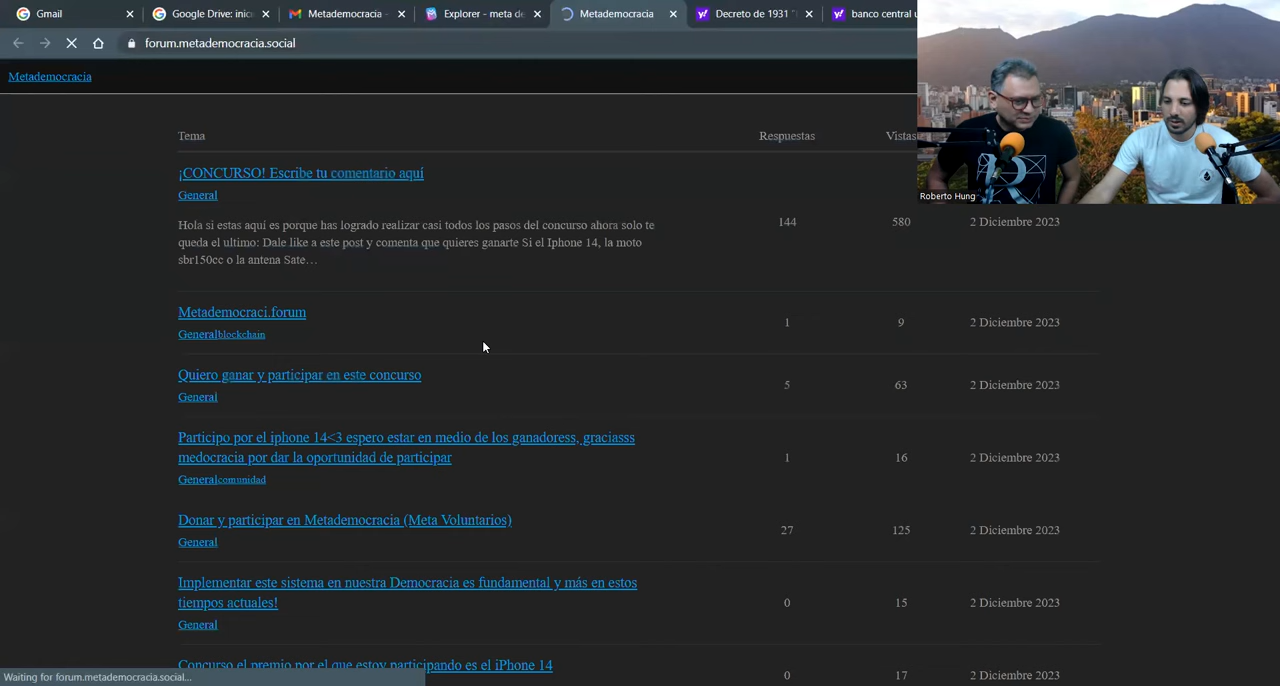 Gmail
Google Drive: inici
Metademocracia -
Explorer - meta de
Metademocracia
Decreto de 1931 "l
banco central u
forum.metademocracia.social
Metademocracia
Tema
Respuestas
Vistas
¡CONCURSO! Escribe tu comentario aquí
General
Hola si estas aquí es porque has logrado realizar casi todos los pasos del concurso ahora solo te
queda el ultimo: Dale like a este post y comenta que quieres ganarte Si el Iphone 14, la moto
sbr150cc o la antena Sate…
144
580
2 Diciembre 2023
Roberto Hung
Metademocraci.forum
Generalblockchain
1
9
2 Diciembre 2023
Quiero ganar y participar en este concurso
General
5
63
2 Diciembre 2023
Participo por el iphone 14<3 espero estar en medio de los ganadoress, graciasss
medocracia por dar la oportunidad de participar
Generalcomunidad
1
16
2 Diciembre 2023
Donar y participar en Metademocracia (Meta Voluntarios)
General
27
125
2 Diciembre 2023
Implementar este sistema en nuestra Democracia es fundamental y más en estos
tiempos actuales!
General
0
15
2 Diciembre 2023
Concurso el premio por el que estoy participando es el iPhone 14
0
17
2 Diciembre 2023
Waiting for forum.metademocracia.social...